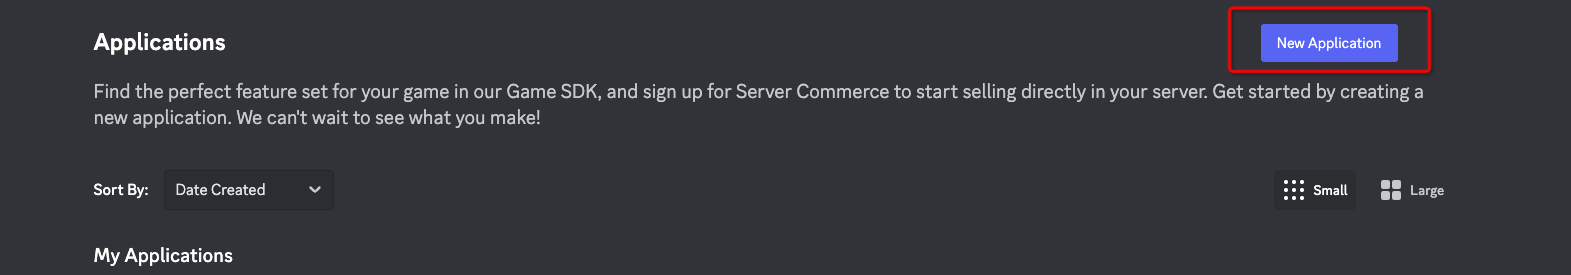 Applications
New Application
Find the perfect feature set for your game in our Game SDK, and sign up for Server Commerce to start selling directly in your server. Get started by creating a
new application. We can't wait to see what you make!
Sort By: Date Created
Small Large
My Applications